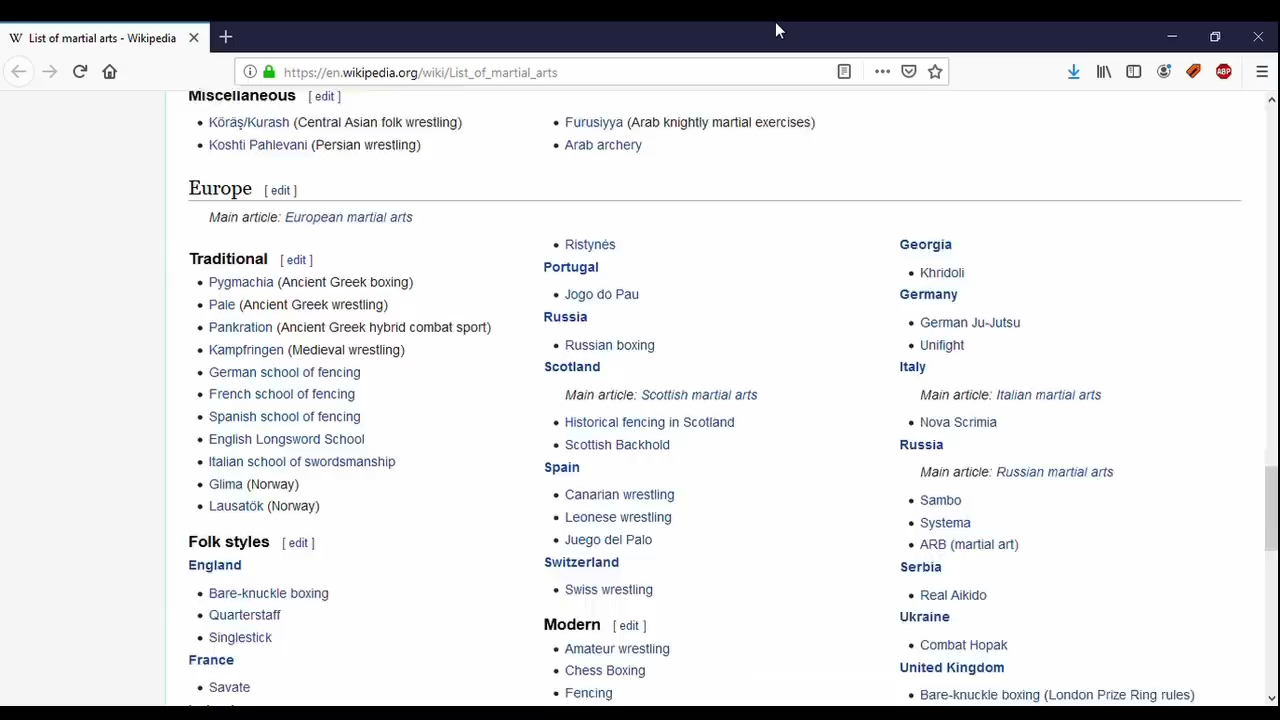 W List of martial arts - Wikipedia
https://en.wikipedia.org/wiki/List_of_martial_arts
ABP
Miscellaneous [ edit ]
• Köräş/Kurash (Central Asian folk wrestling)
• Koshti Pahlevani (Persian wrestling)
• Furusiyya (Arab knightly martial exercises)
• Arab archery
Europe [ edit ]
Main article: European martial arts
Traditional [ edit ]
• Pygmachia (Ancient Greek boxing)
• Pale (Ancient Greek wrestling)
• Pankration (Ancient Greek hybrid combat sport)
• Kampfringen (Medieval wrestling)
• German school of fencing
• French school of fencing
• Spanish school of fencing
• English Longsword School
• Italian school of swordsmanship
• Glima (Norway)
• Lausatök (Norway)
Folk styles [ edit ]
England
• Bare-knuckle boxing
• Quarterstaff
• Singlestick
France
• Savate
• Ristynės
Portugal
• Jogo do Pau
Russia
• Russian boxing
Scotland
Main article: Scottish martial arts
• Historical fencing in Scotland
• Scottish Backhold
Spain
• Canarian wrestling
• Leonese wrestling
• Juego del Palo
Switzerland
• Swiss wrestling
Modern [ edit ]
• Amateur wrestling
• Chess Boxing
• Fencing
Georgia
• Khridoli
Germany
• German Ju-Jutsu
• Unifight
Italy
Main article: Italian martial arts
• Nova Scrimia
Russia
Main article: Russian martial arts
• Sambo
• Systema
• ARB (martial art)
Serbia
• Real Aikido
Ukraine
• Combat Hopak
United Kingdom
• Bare-knuckle boxing (London Prize Ring rules)